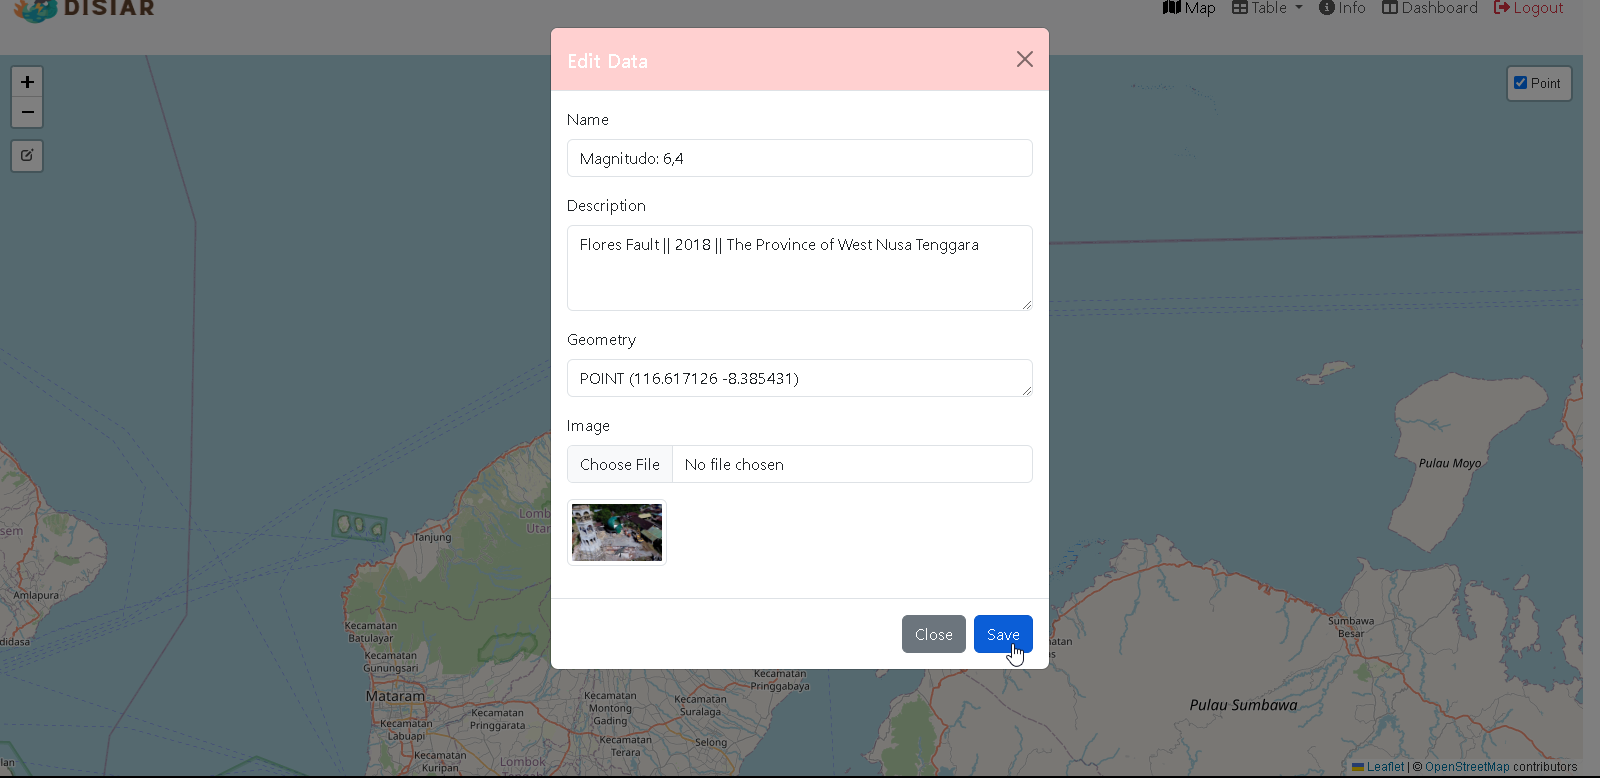 DISIAR
Map Table Info Dashboard Logout
Edit Data
+
−
Point
Name
Magnitudo: 6,4
Description
Flores Fault || 2018 || The Province of West Nusa Tenggara
Geometry
POINT (116.617126 -8.385431)
Image
Choose File No file chosen
Close Save
Pulau Moyo
Lomb
Utar
Tanjung
sem
Amlapura
didasa
Kecamatan
Batulayar
Kecamatan
Gunungsari
Mataram
Kecamatan
Labuapi
Kecamatan
Kuripan
Kecamatan
Pringgarata
Kecamatan
Montong
Gading
Kecamatan
Suralaga
Kecamatan
Pringgabaya
Kecamatan
Terara
Selong
Lombok
Sumbawa
Besar
Pulau Sumbawa
lan
Leaflet | © OpenStreetMap contributors